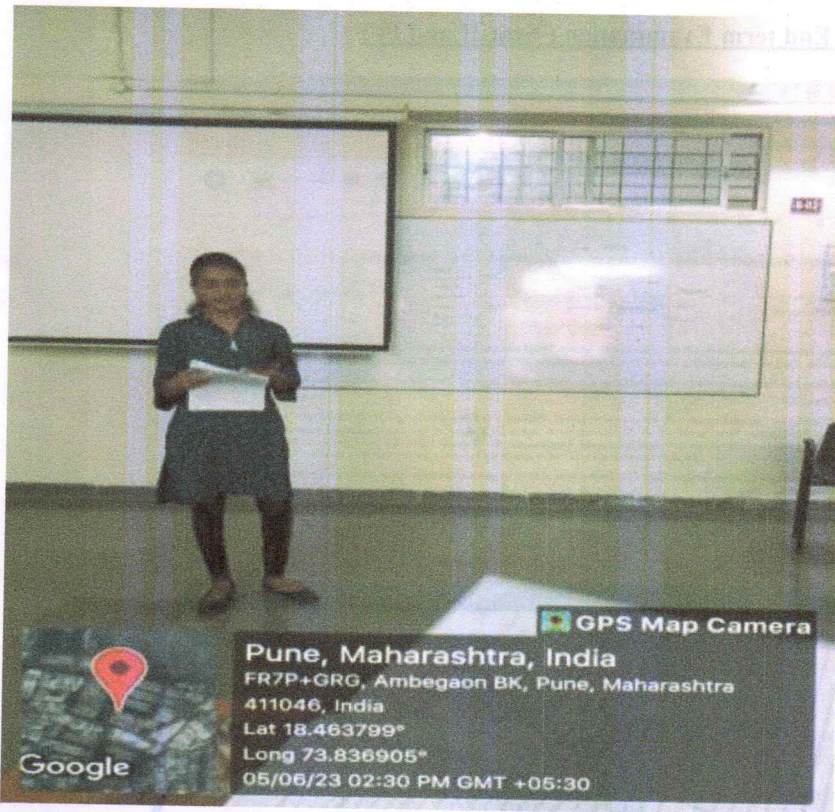 GPS Map Camera
Pune, Maharashtra, India
FR7P+GRG, Ambegaon BK, Pune, Maharashtra
411046, India
Lat 18.463799°
Long 73.836905°
05/06/23 02:30 PM GMT +05:30
Google